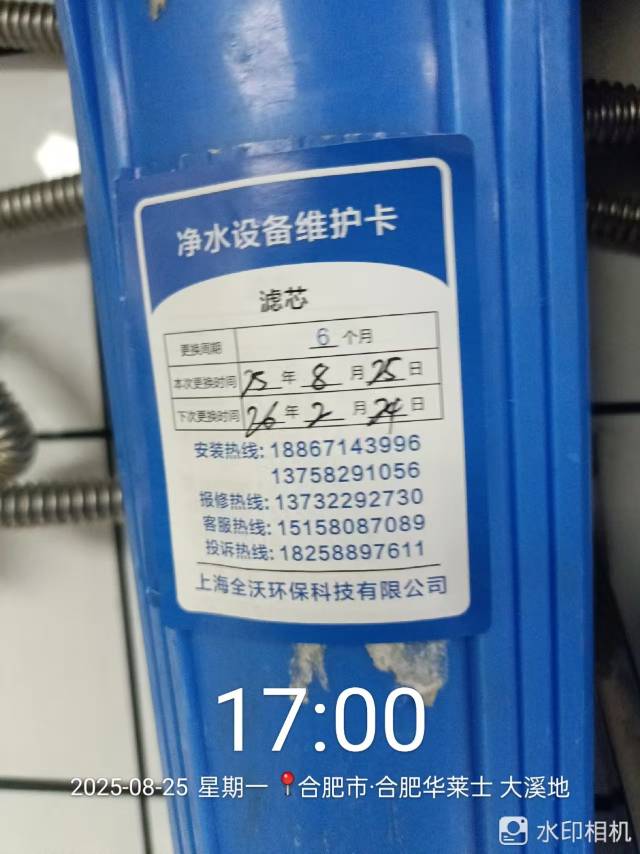 净水设备维护卡
滤芯
更换周期 6 个月
本次更换时间 25 年 8 月 25 日
下次更换时间 26 年 2 月 24 日
安装热线: 18867143996
13758291056
报修热线: 13732292730
客服热线: 15158087089
投诉热线: 18258897611
上海全沃环保科技有限公司
17:00
2025-08-25 星期一 合肥市·合肥华莱士 大溪地
水印相机